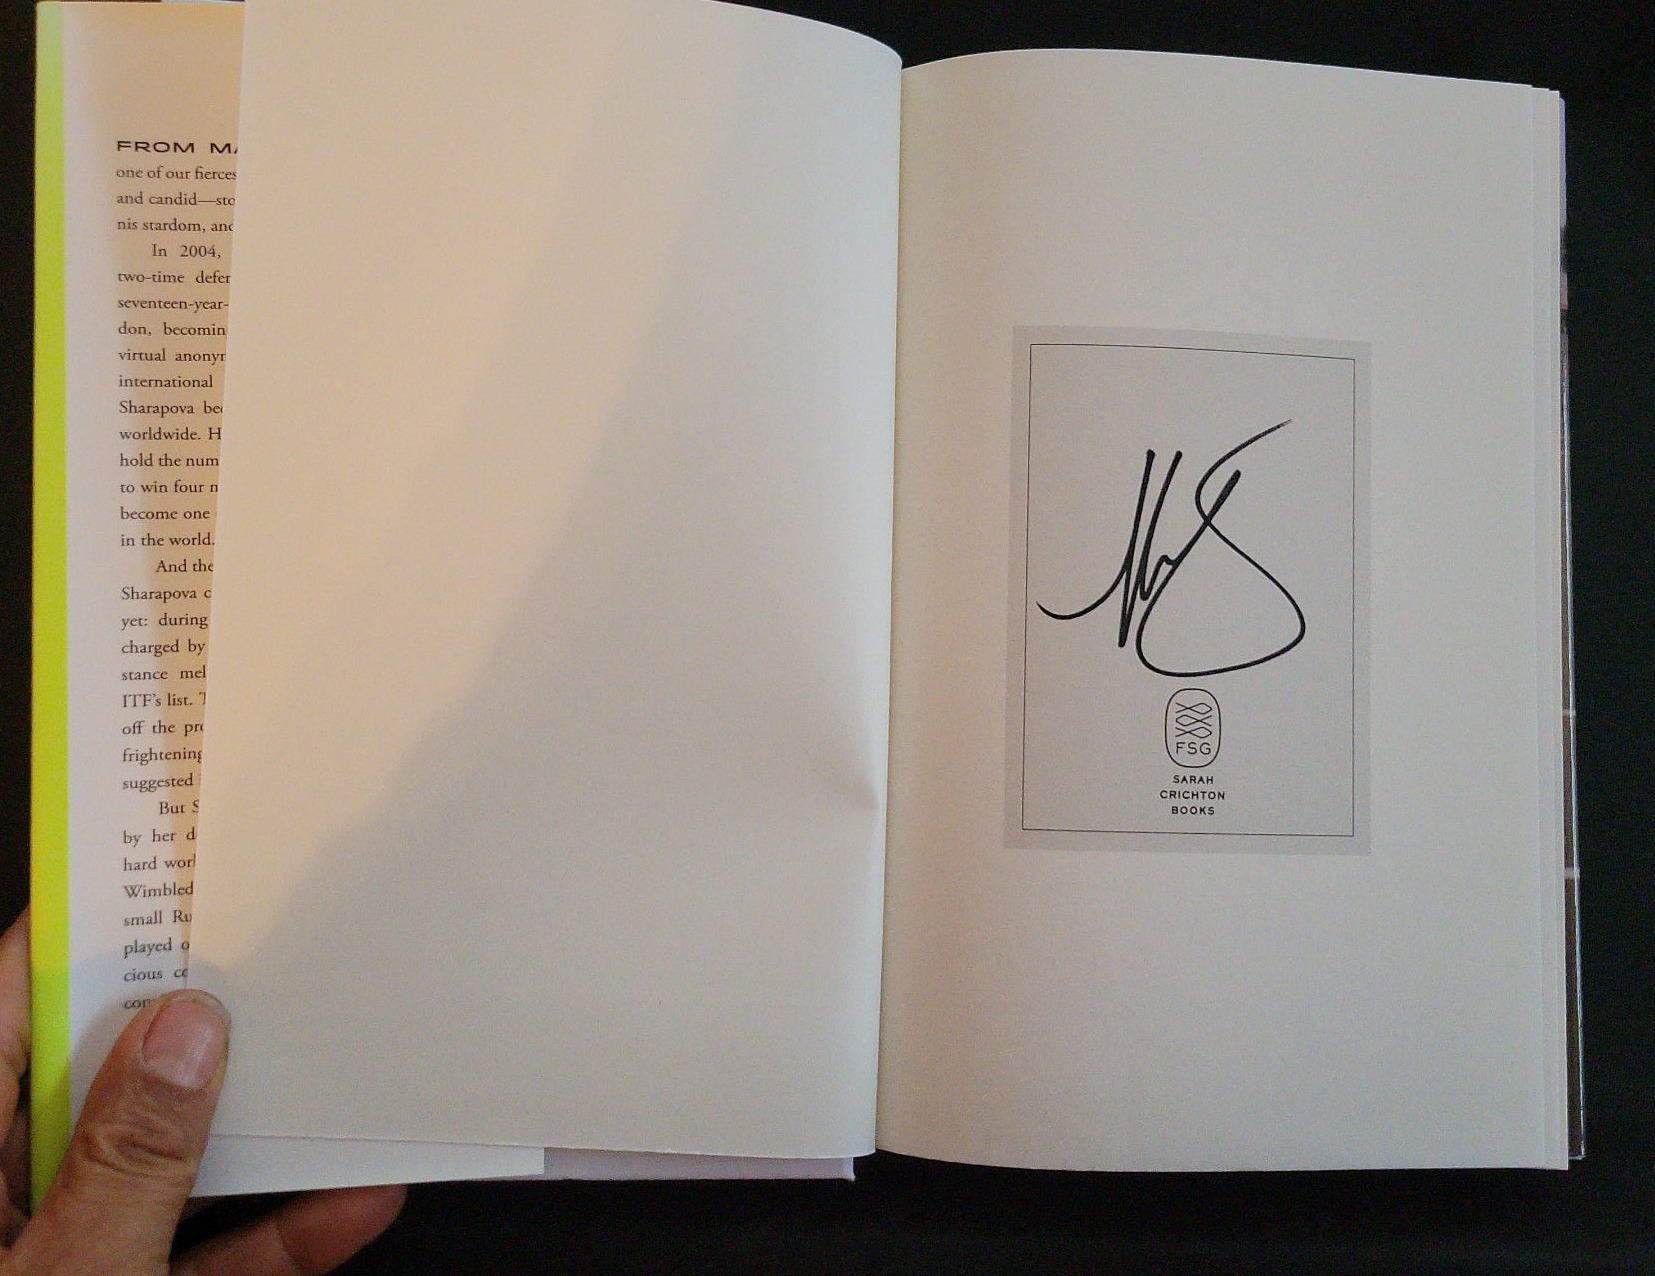 FROM MA
one of our fierces
and candid—sto
nis stardom, and
In 2004,
two-time defen
seventeen-year-
don, becomin
virtual anonyr
international
Sharapova be
worldwide. H
hold the num
to win four
become one
in the world.
And the
Sharapova c
yet: during
charged by
stance mel
ITF's list.
off the pr
frightening
suggested
But S
by her d
hard worl
Wimbled
small Ru
played o
cious co
con
FSG
SARAH
CRICHTON
BOOKS